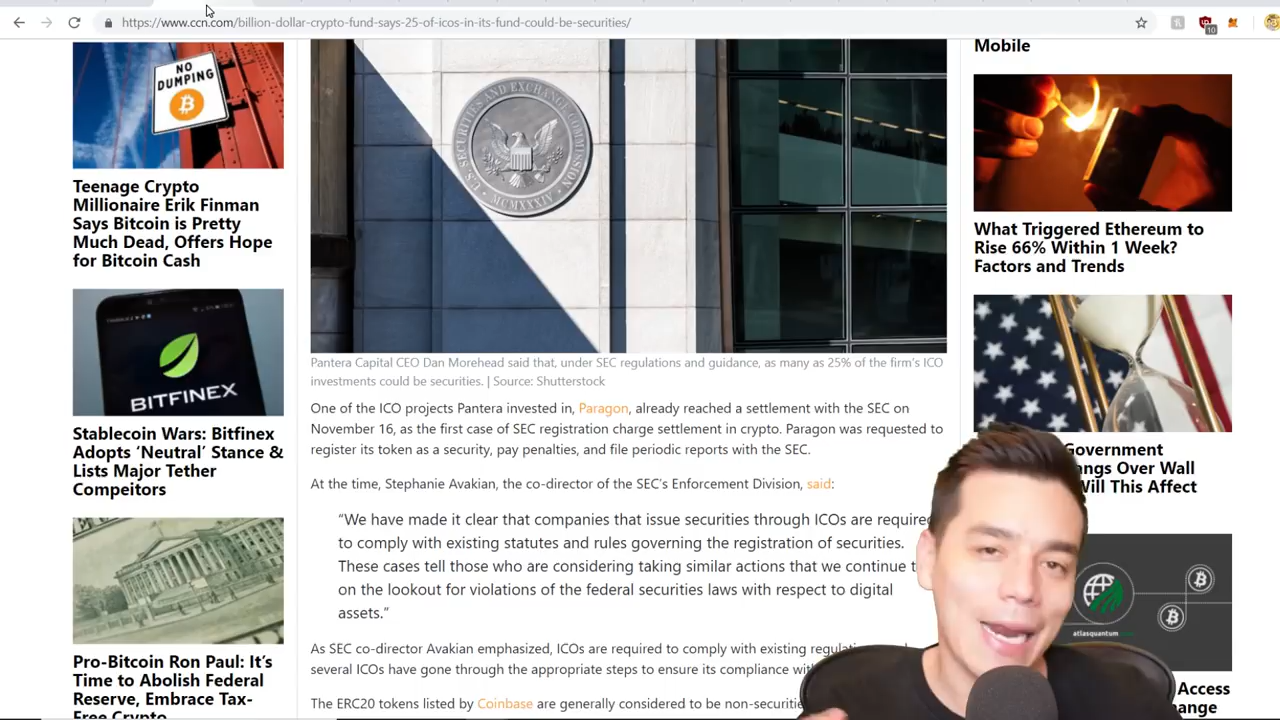 https://www.ccn.com/billion-dollar-crypto-fund-says-25-of-icos-in-its-fund-could-be-securities/
10
NO
DUMPING
Teenage Crypto
Millionaire Erik Finman
Says Bitcoin is Pretty
Much Dead, Offers Hope
for Bitcoin Cash
BITFINEX
Stablecoin Wars: Bitfinex
Adopts ‘Neutral’ Stance &
Lists Major Tether
Competitors
Pro-Bitcoin Ron Paul: It’s
Time to Abolish Federal
Reserve, Embrace Tax-
Free Crypto
U.S. SECURITIES AND EXCHANGE COMMISSION
MCMXXXIV
Pantera Capital CEO Dan Morehead said that, under SEC regulations and guidance, as many as 25% of the firm's ICO
investments could be securities. | Source: Shutterstock
One of the ICO projects Pantera invested in, Paragon, already reached a settlement with the SEC on
November 16, as the first case of SEC registration charge settlement in crypto. Paragon was requested to
register its token as a security, pay penalties, and file periodic reports with the SEC.
At the time, Stephanie Avakian, the co-director of the SEC’s Enforcement Division, said:
“We have made it clear that companies that issue securities through ICOs are required
to comply with existing statutes and rules governing the registration of securities.
These cases tell those who are considering taking similar actions that we continue t
on the lookout for violations of the federal securities laws with respect to digital
assets.”
As SEC co-director Avakian emphasized, ICOs are required to comply with existing regulatio
several ICOs have gone through the appropriate steps to ensure its compliance wit
The ERC20 tokens listed by Coinbase are generally considered to be non-securitie
Mobile
What Triggered Ethereum to
Rise 66% Within 1 Week?
Factors and Trends
Government
ngs Over Wall
Will This Affect
atlasquantum
Access
nge